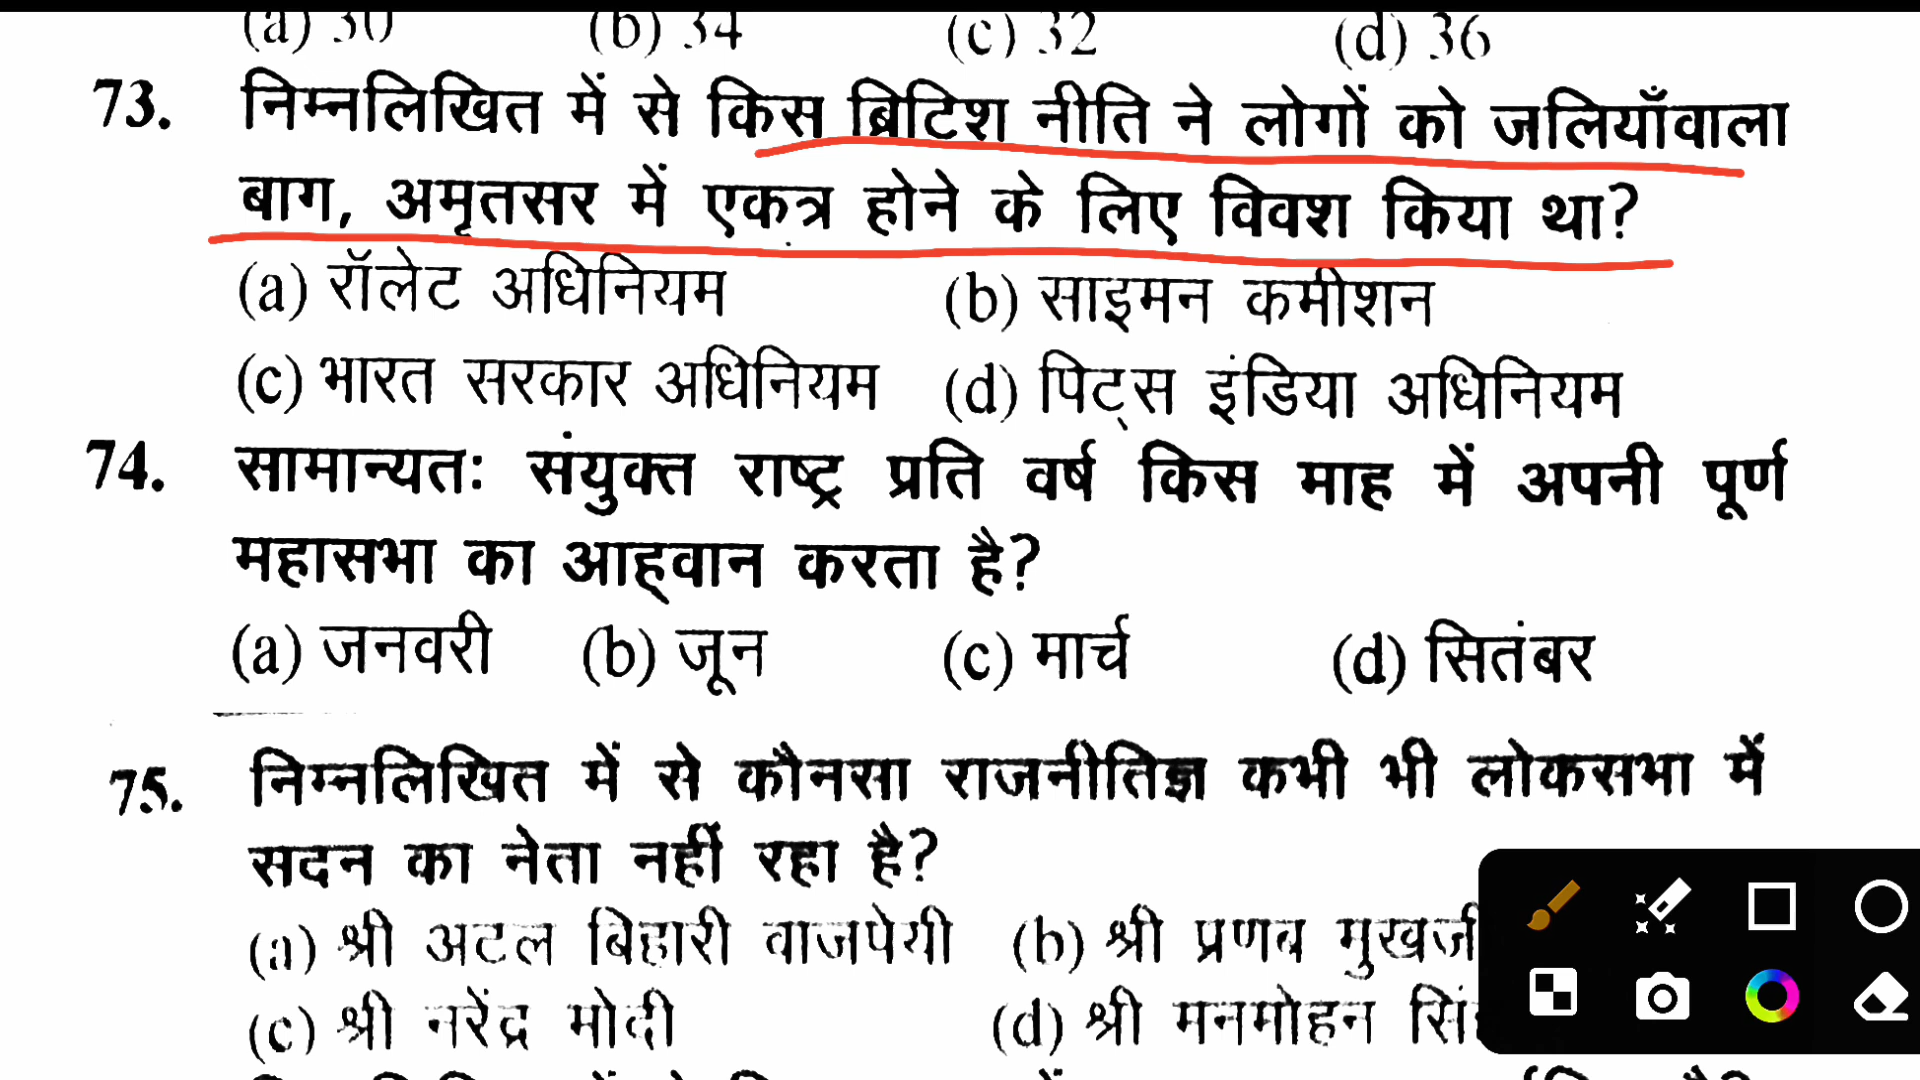 (a) 30 (b) 34 (c) 32 (d) 36
73. निम्नलिखित में से किस ब्रिटिश नीति ने लोगों को जलियाँवाला
बाग, अमृतसर में एकत्र होने के लिए विवश किया था?
(a) रॉलेट अधिनियम (b) साइमन कमीशन
(c) भारत सरकार अधिनियम (d) पिट्स इंडिया अधिनियम
74. सामान्यतः संयुक्त राष्ट्र प्रति वर्ष किस माह में अपनी पूर्ण
महासभा का आह्वान करता है?
(a) जनवरी (b) जून (c) मार्च (d) सितंबर
75. निम्नलिखित में से कौनसा राजनीतिज्ञ कभी भी लोकसभा में
सदन का नेता नहीं रहा है?
(a) श्री अटल बिहारी वाजपेयी (b) श्री प्रणब मुखर्जी
(c) श्री नरेंद्र मोदी (d) श्री मनमोहन